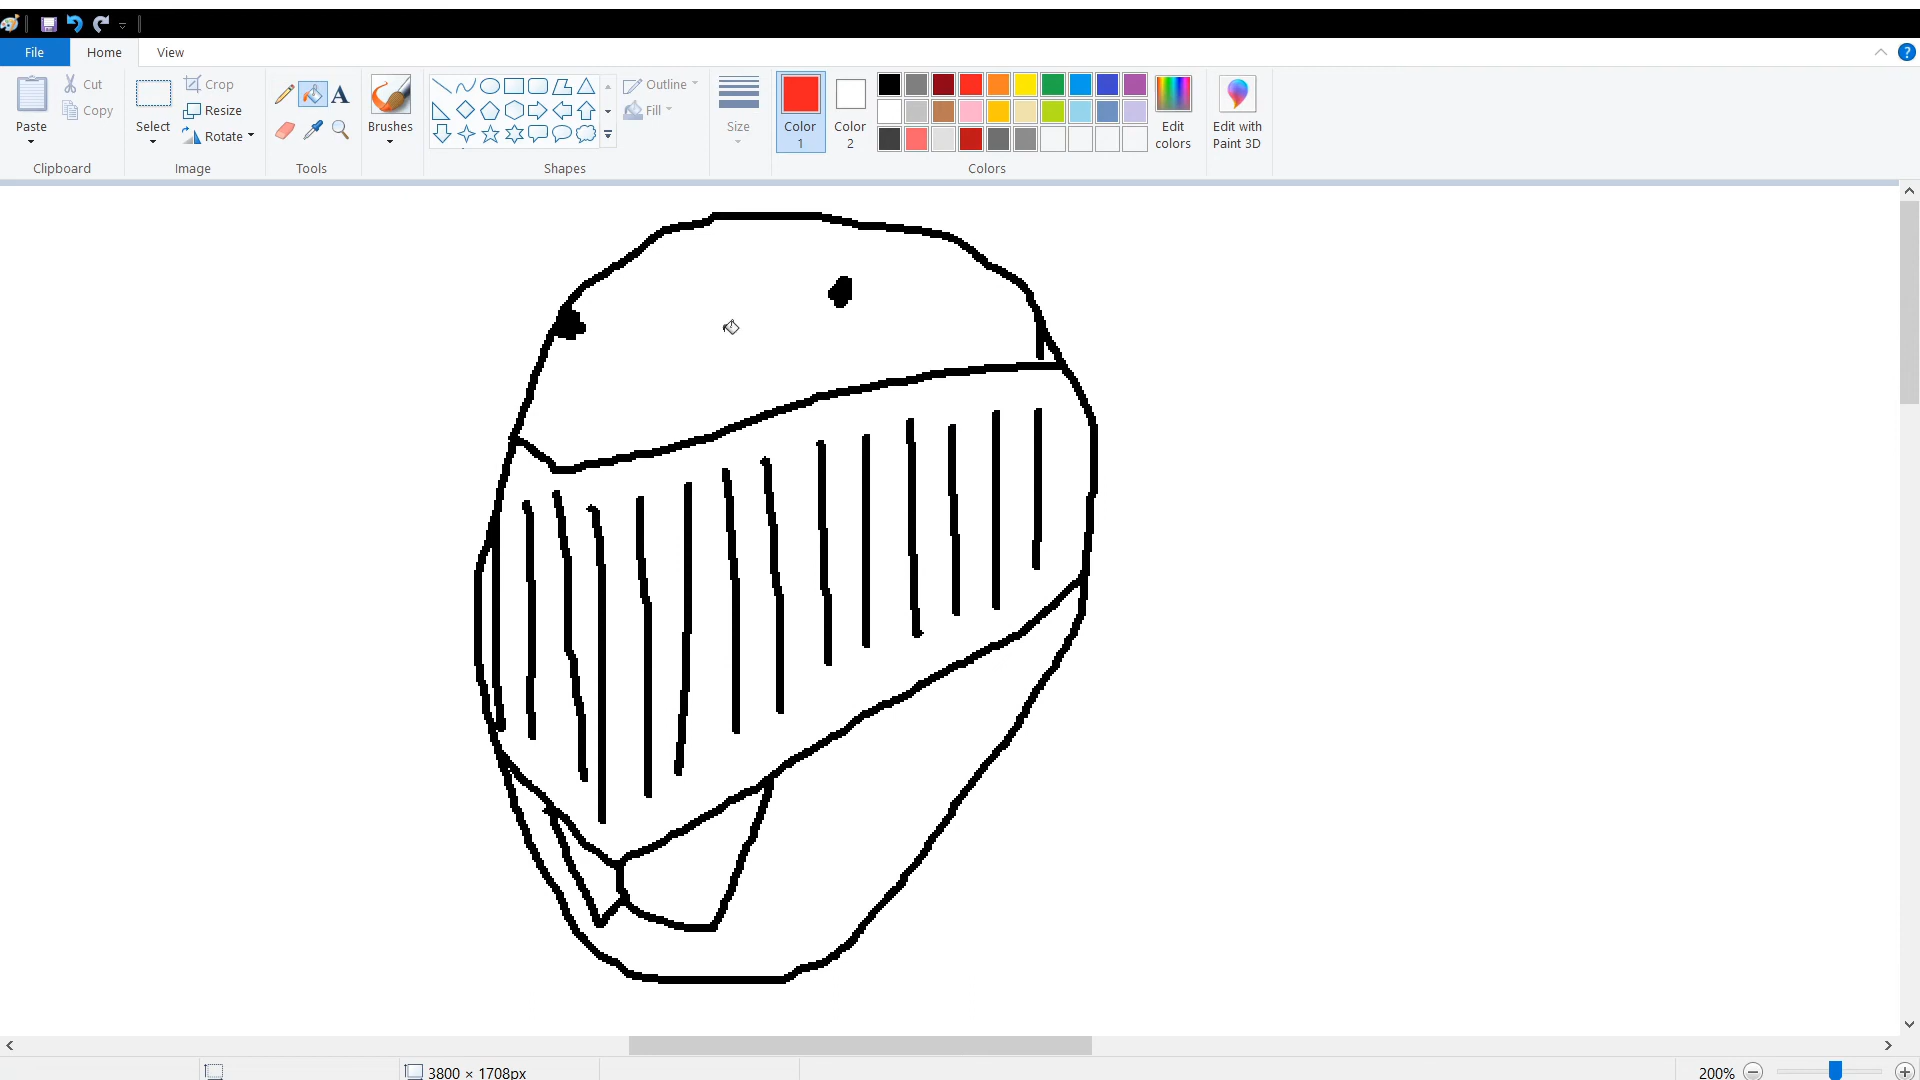 File Home View ?
Cut Crop Outline
Copy Resize A Fill
Paste Select Rotate Brushes Size Color 1 Color 2 Edit colors Edit with Paint 3D
Clipboard Image Tools Shapes Colors
3800 × 1708px 200%